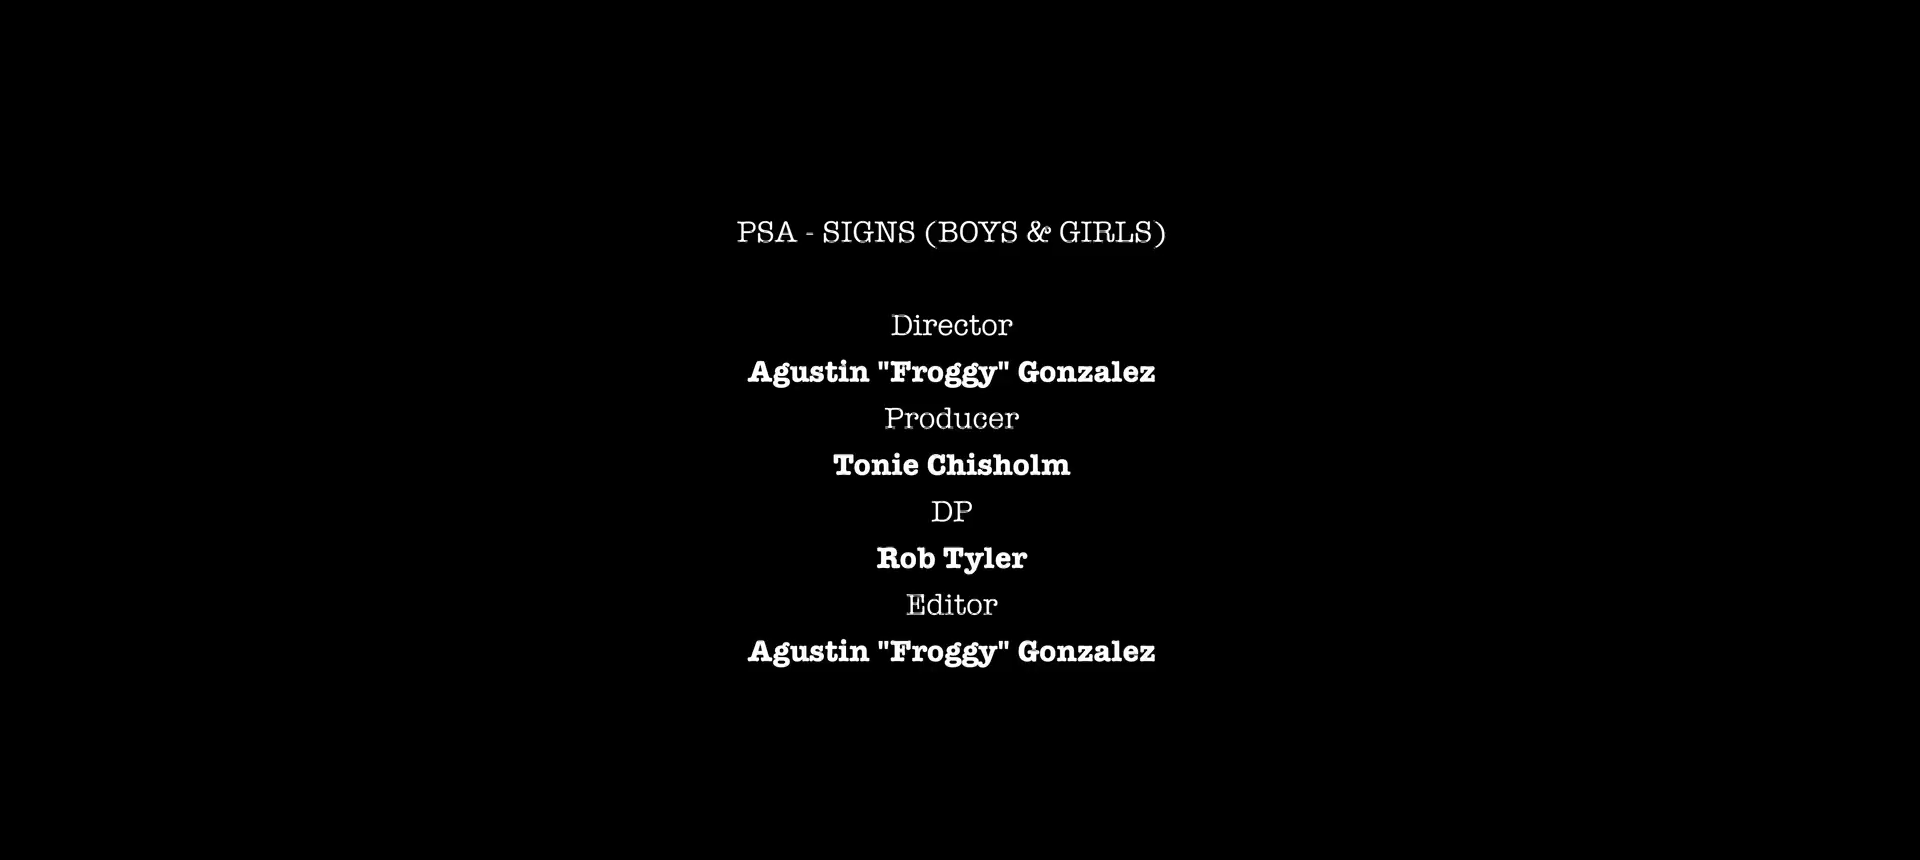 PSA - SIGNS (BOYS & GIRLS)
Director
Agustin "Froggy" Gonzalez
Producer
Tonie Chisholm
DP
Rob Tyler
Editor
Agustin "Froggy" Gonzalez